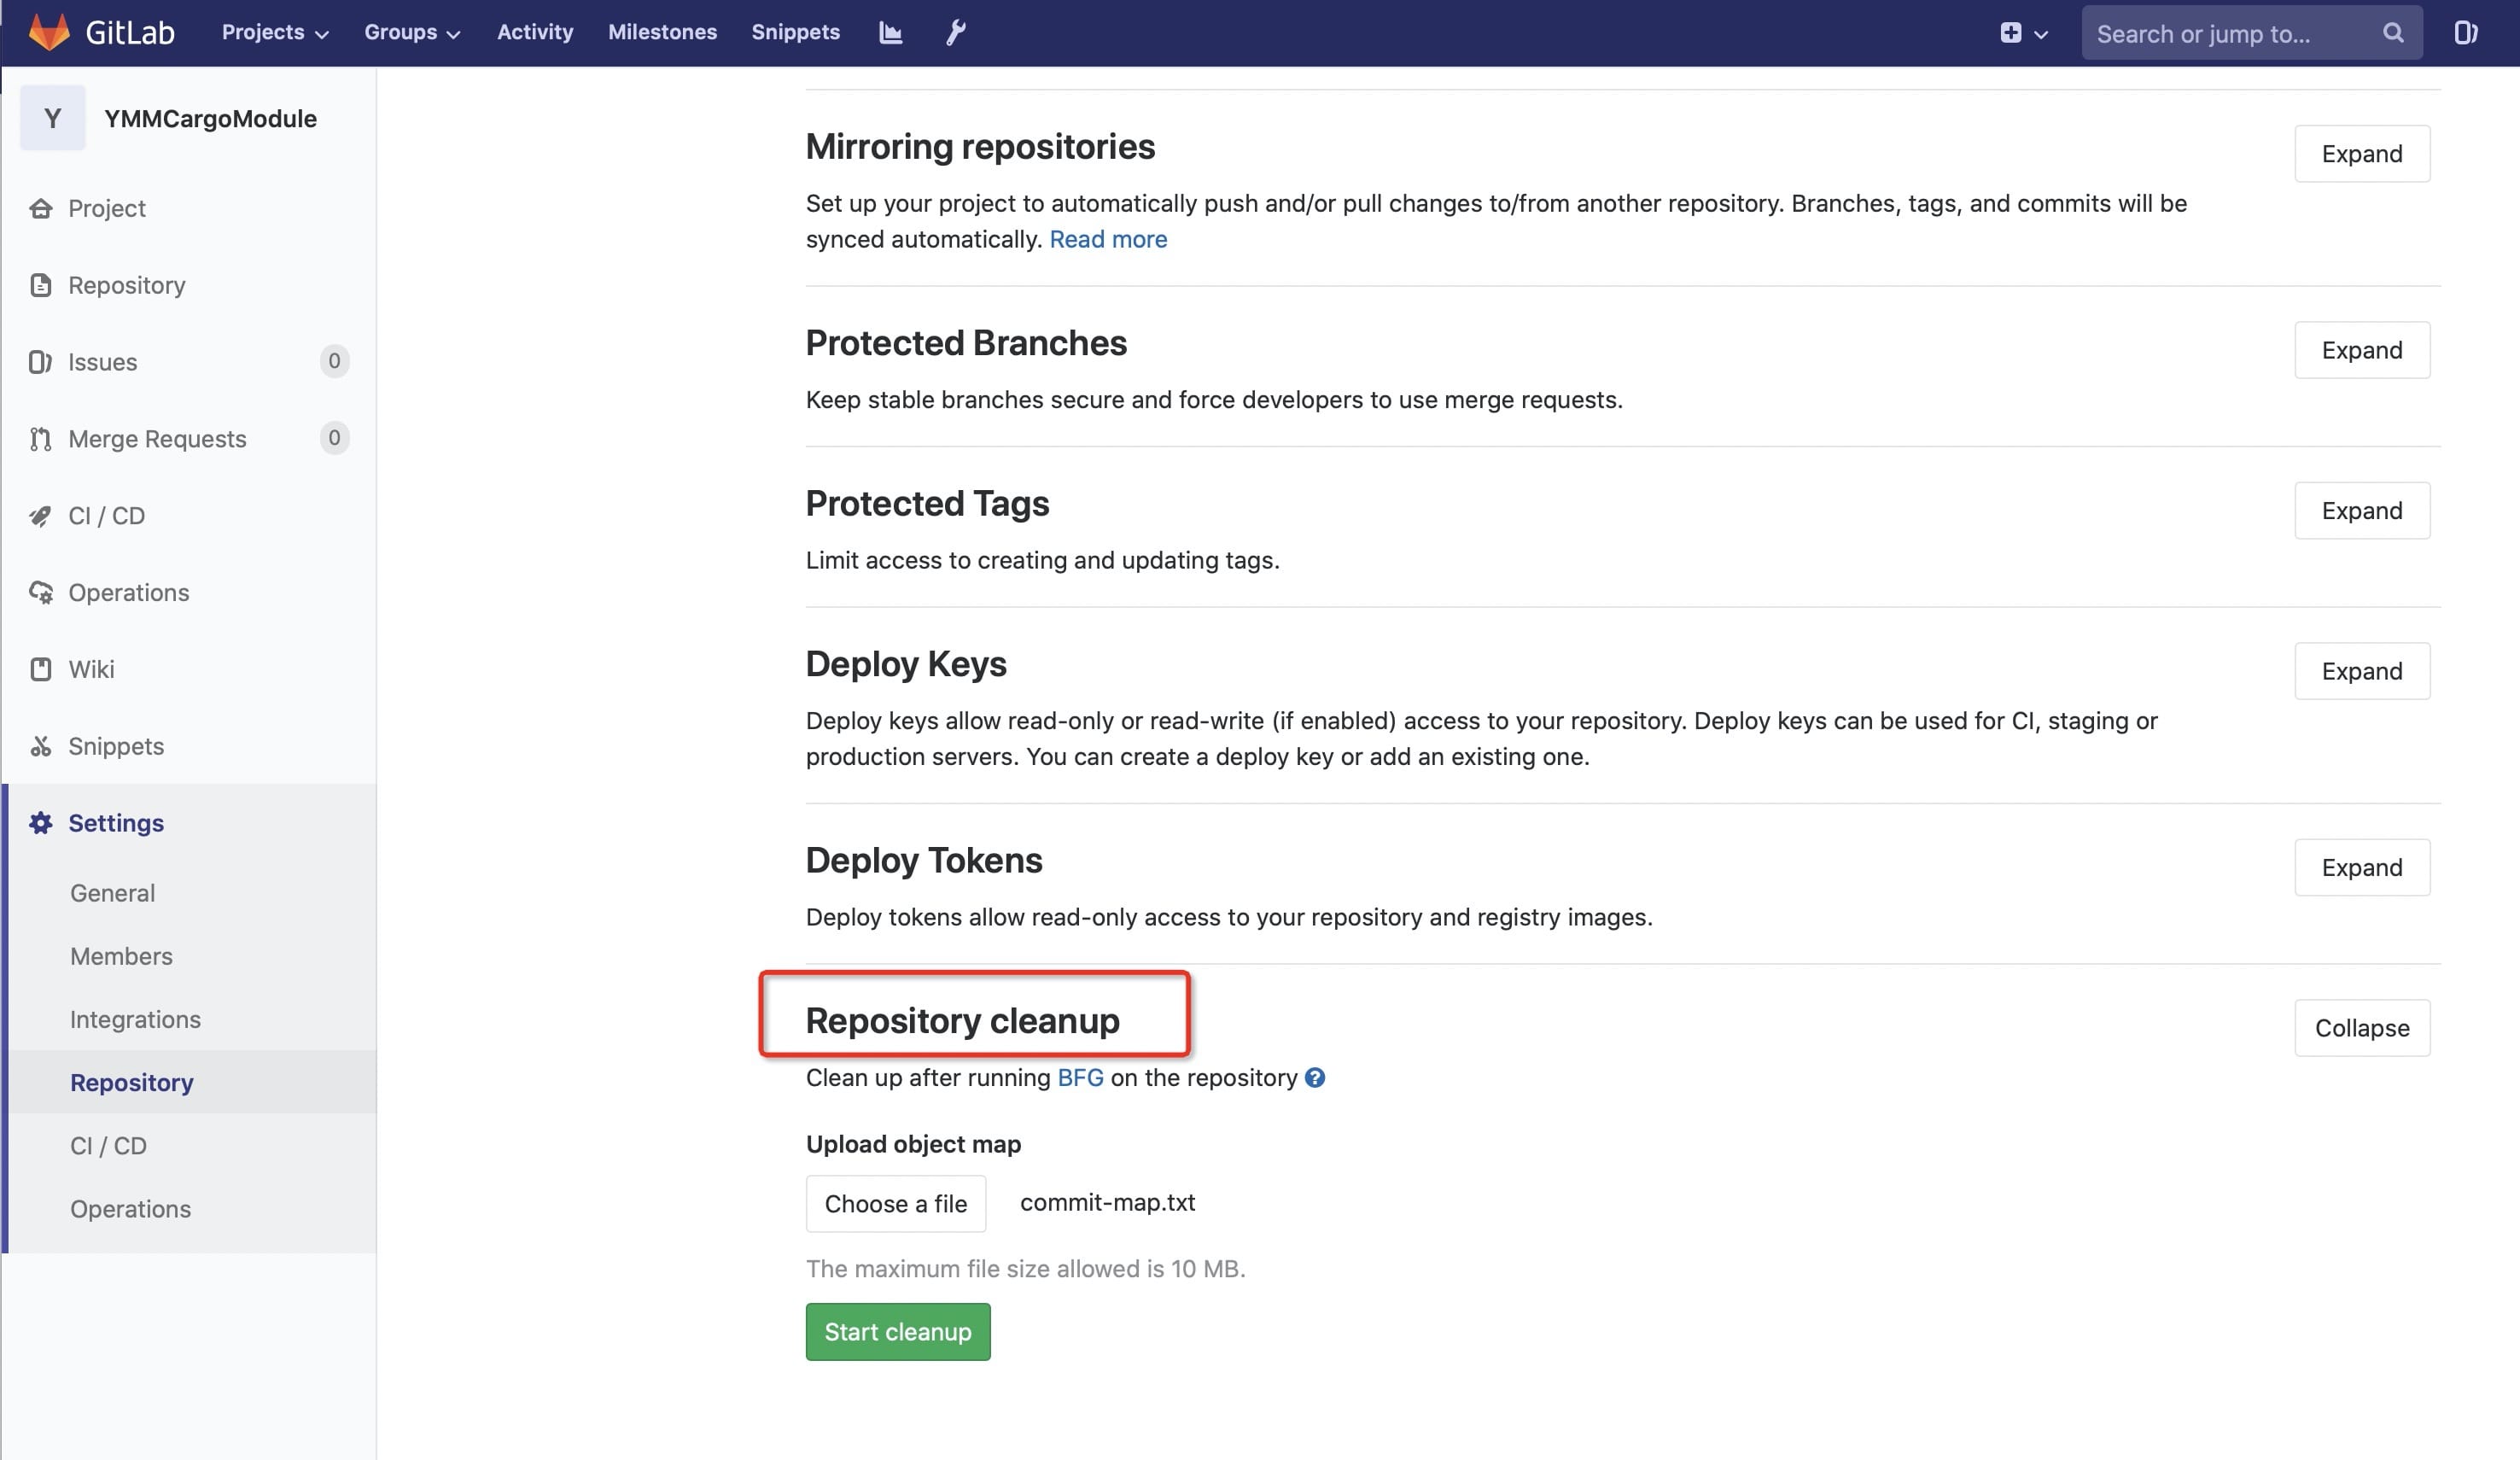 GitLab Projects Groups Activity Milestones Snippets Search or jump to...
Y YMMCargoModule
Project
Repository
Issues 0
Merge Requests 0
CI / CD
Operations
Wiki
Snippets
Settings
General
Members
Integrations
Repository
CI / CD
Operations
Mirroring repositories
Expand
Set up your project to automatically push and/or pull changes to/from another repository. Branches, tags, and commits will be
synced automatically. Read more
Protected Branches
Expand
Keep stable branches secure and force developers to use merge requests.
Protected Tags
Expand
Limit access to creating and updating tags.
Deploy Keys
Expand
Deploy keys allow read-only or read-write (if enabled) access to your repository. Deploy keys can be used for CI, staging or
production servers. You can create a deploy key or add an existing one.
Deploy Tokens
Expand
Deploy tokens allow read-only access to your repository and registry images.
Repository cleanup
Collapse
Clean up after running BFG on the repository ?
Upload object map
Choose a file commit-map.txt
The maximum file size allowed is 10 MB.
Start cleanup